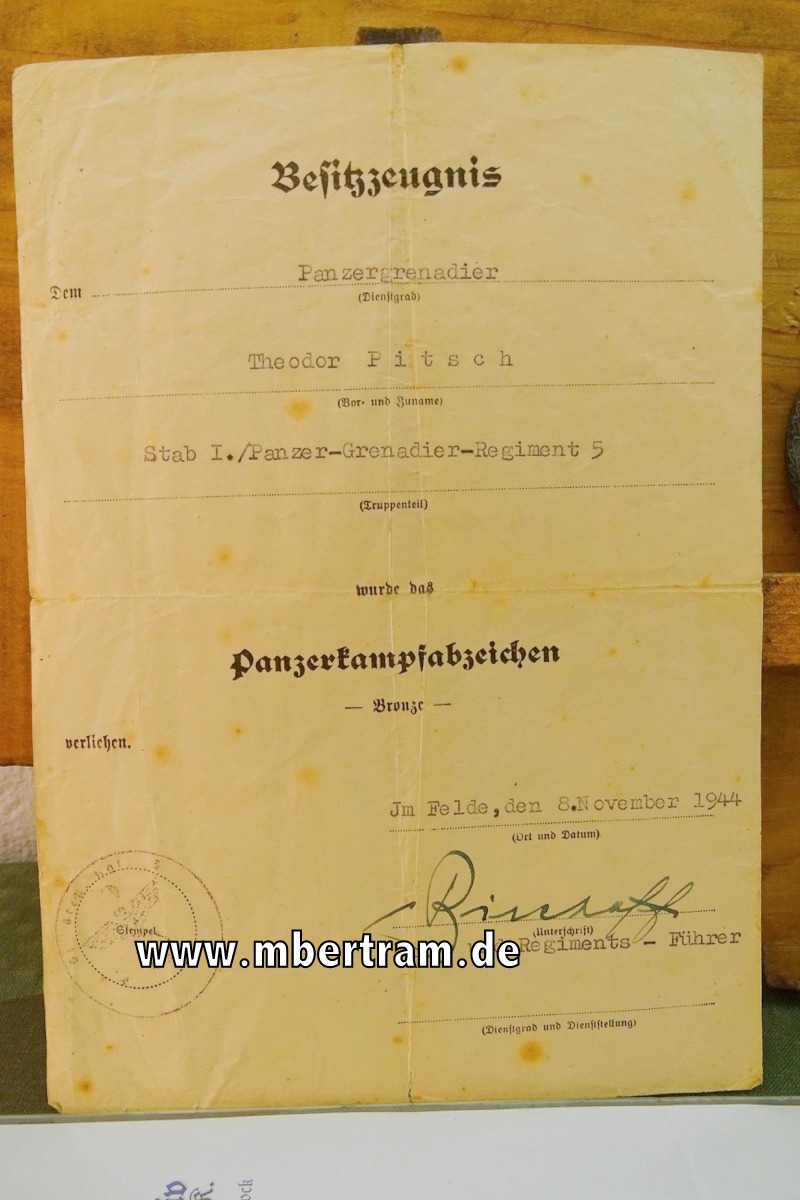 Besitzzeugnis
Dem Panzergrenadier
(Dienstgrad)
Theodor P i t s c h
(Vor- und Zuname)
Stab I./Panzer-Grenadier-Regiment 5
(Truppenteil)
wurde das
Panzerkampfabzeichen
— Bronze —
verliehen.
Jm Felde, den 8.November 1944
(Ort und Datum)
Stempel
(Unterschrift)
und Regiments - Führer
www.mbertram.de
(Dienstgrad und Dienststellung)